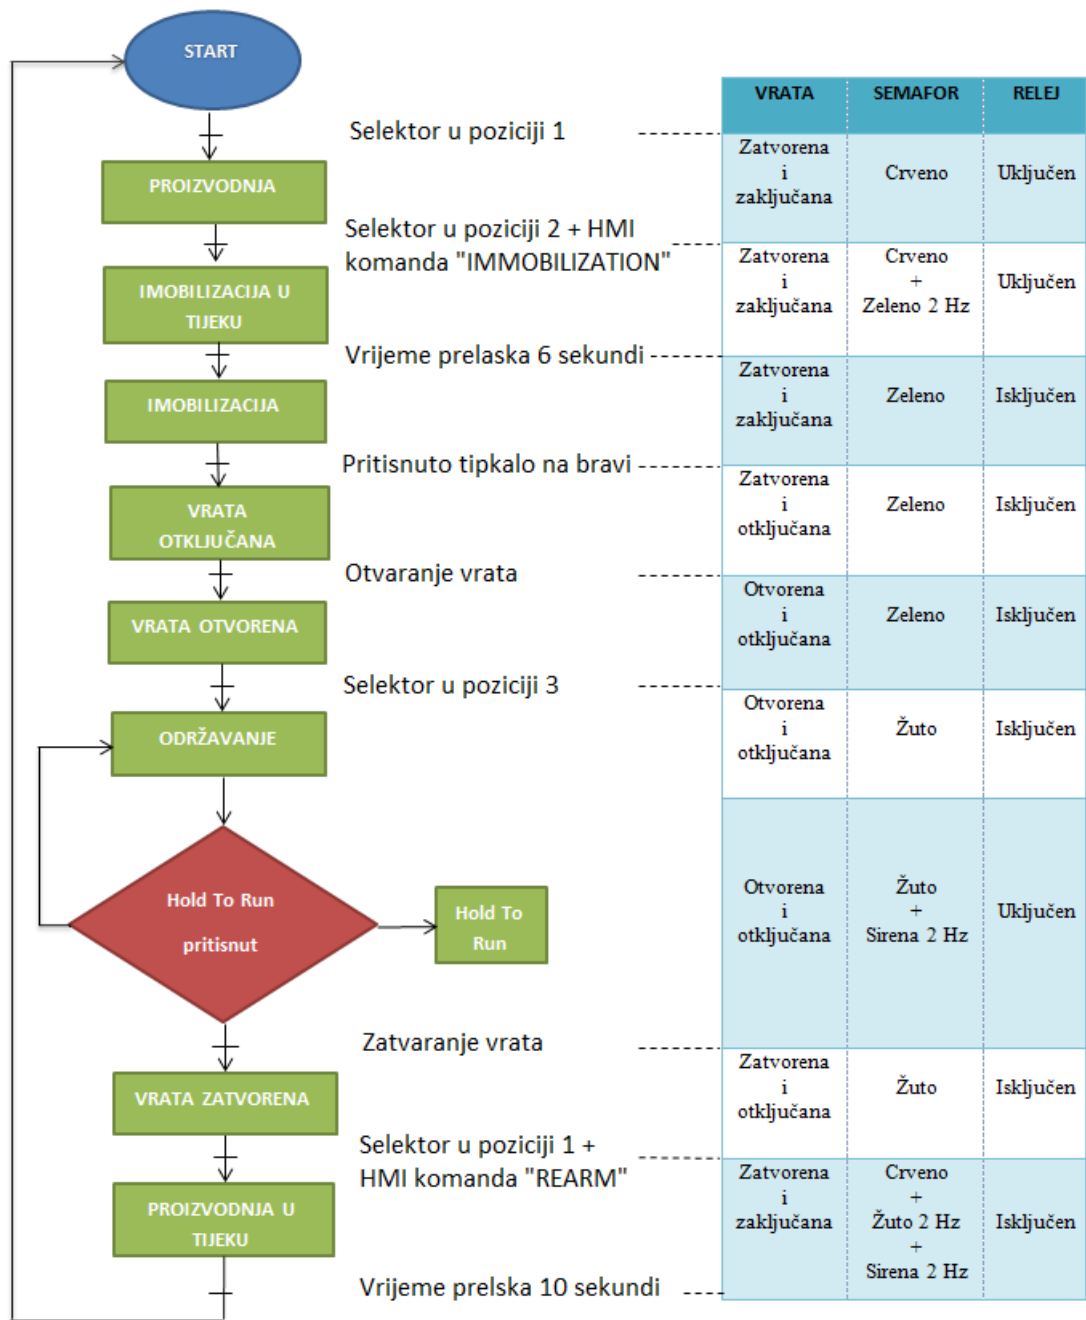 START
PROIZVODNJA
IMOBILIZACIJA U
TIJEKU
IMOBILIZACIJA
VRATA
OTKLJUČANA
VRATA OTVORENA
ODRŽAVANJE
Hold To Run
pritisnut
Hold To
Run
VRATA ZATVORENA
PROIZVODNJA U
TIJEKU
Selektor u poziciji 1
Selektor u poziciji 2 + HMI
komanda "IMMOBILIZATION"
Vrijeme prelaska 6 sekundi
Pritisnuto tipkalo na bravi
Otvaranje vrata
Selektor u poziciji 3
Zatvaranje vrata
Selektor u poziciji 1 +
HMI komanda "REARM"
Vrijeme prelska 10 sekundi
VRATA SEMAFOR RELEJ
Zatvorena
i
zaključana
Crveno
Uključen
Zatvorena
i
zaključana
Crveno
+
Zeleno 2 Hz
Uključen
Zatvorena
i
zaključana
Zeleno
Isključen
Zatvorena
i
otključana
Zeleno
Isključen
Otvorena
i
otključana
Zeleno
Isključen
Otvorena
i
otključana
Žuto
Isključen
Otvorena
i
otključana
Žuto
+
Sirena 2 Hz
Uključen
Zatvorena
i
otključana
Žuto
Isključen
Zatvorena
i
zaključana
Crveno
+
Žuto 2 Hz
+
Sirena 2 Hz
Isključen